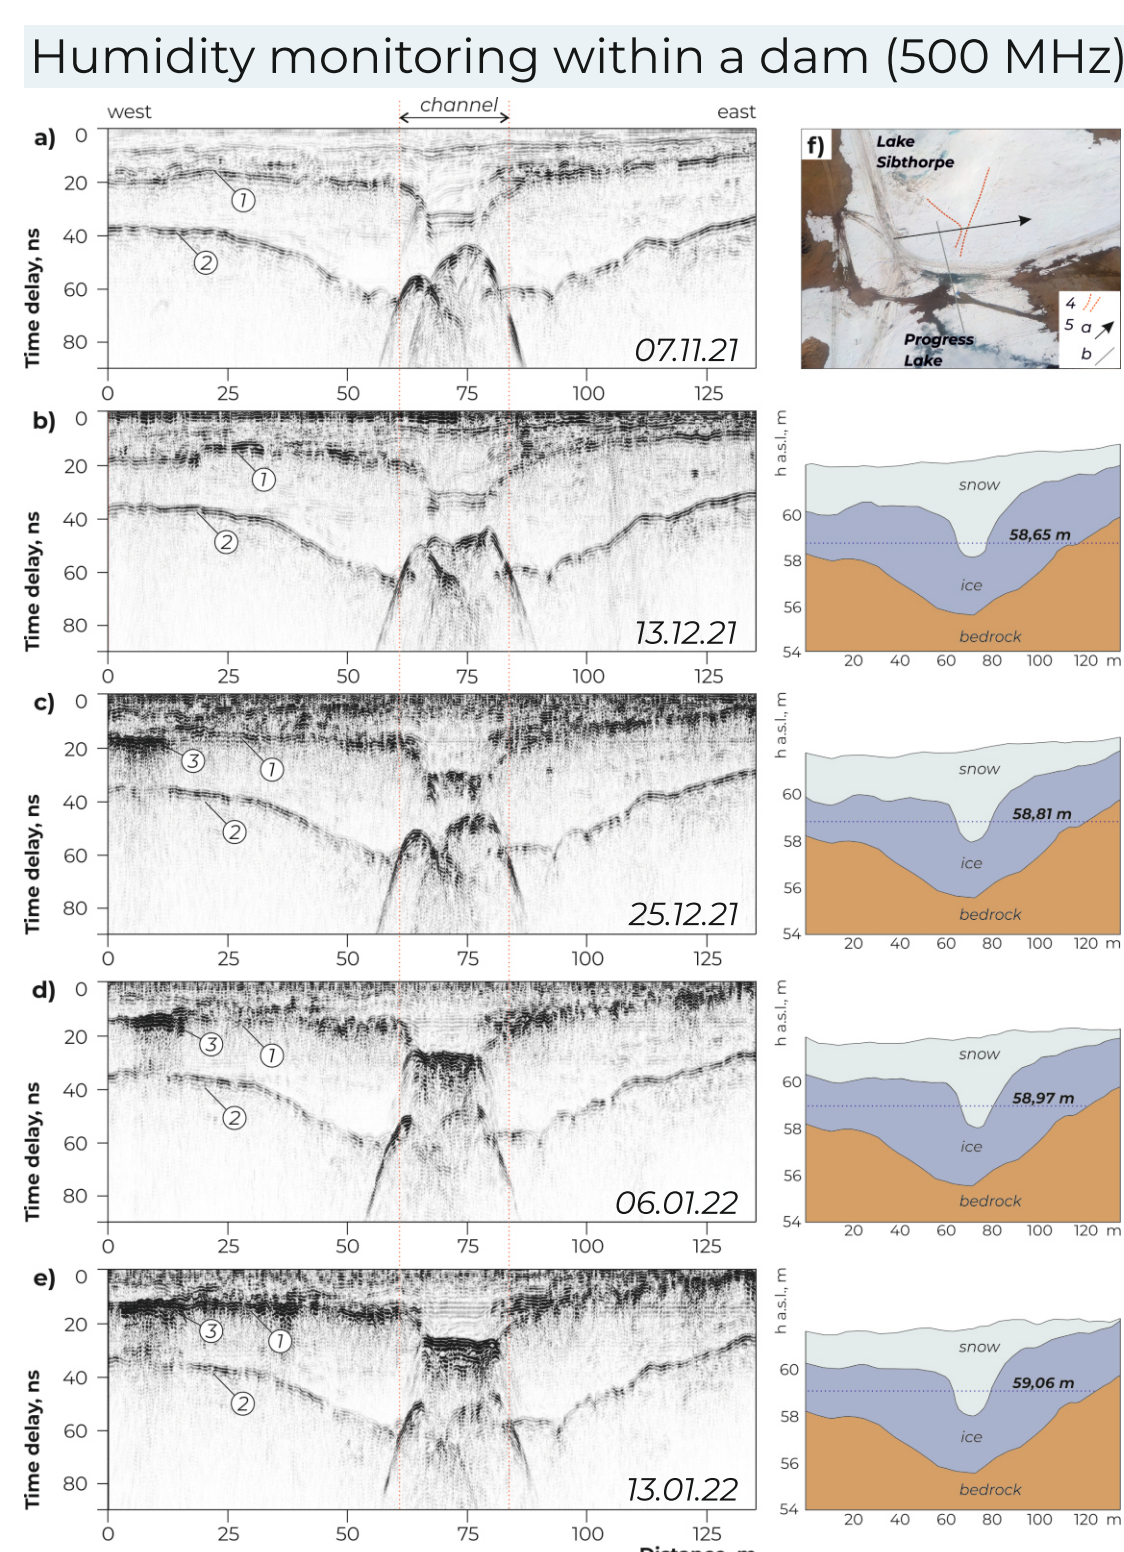 Humidity monitoring within a dam (500 MHz)
west
channel
east
a)
0
20
40
60
80
Time delay, ns
1
2
07.11.21
0
25
50
75
100
125
f)
Lake
Sibthorpe
Progress
Lake
4
5 a
b
b)
0
20
40
60
80
Time delay, ns
1
2
13.12.21
0
25
50
75
100
125
h a.s.l., m
60
58
56
54
snow
58,65 m
ice
bedrock
20 40 60 80 100 120 m
c)
0
20
40
60
80
Time delay, ns
3
1
2
25.12.21
0
25
50
75
100
125
h a.s.l., m
60
58
56
54
snow
58,81 m
ice
bedrock
20 40 60 80 100 120 m
d)
0
20
40
60
80
Time delay, ns
3
1
2
06.01.22
0
25
50
75
100
125
h a.s.l., m
60
58
56
54
snow
58,97 m
ice
bedrock
20 40 60 80 100 120 m
e)
0
20
40
60
80
Time delay, ns
3
1
2
13.01.22
0
25
50
75
100
125
h a.s.l., m
60
58
56
54
snow
59,06 m
ice
bedrock
20 40 60 80 100 120 m